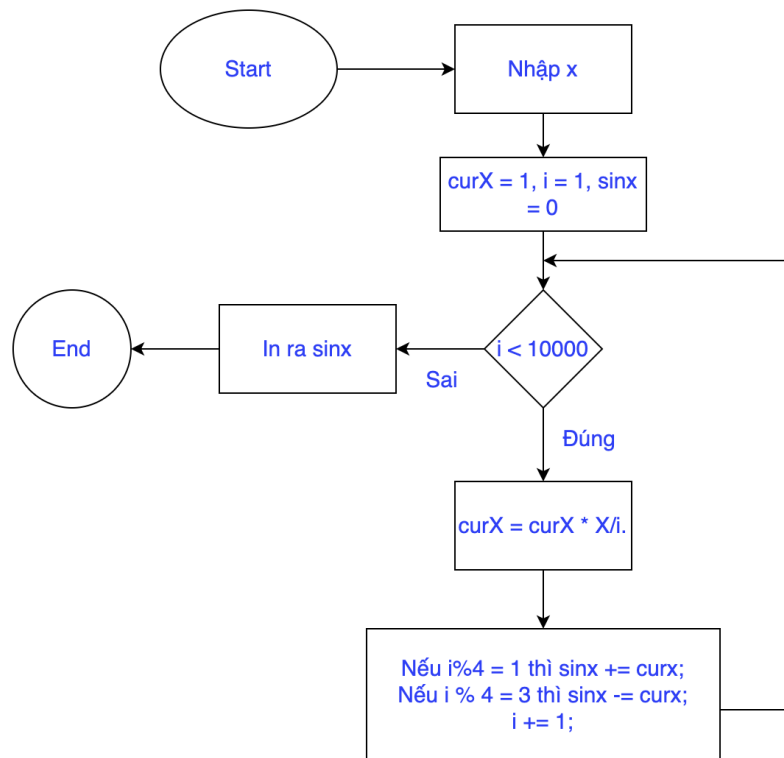 Start
Nhập x
curX = 1, i = 1, sinx
= 0
i < 10000
Sai
In ra sinx
End
Đúng
curX = curX * X/i.
Nếu i%4 = 1 thì sinx += curx;
Nếu i % 4 = 3 thì sinx -= curx;
i += 1;